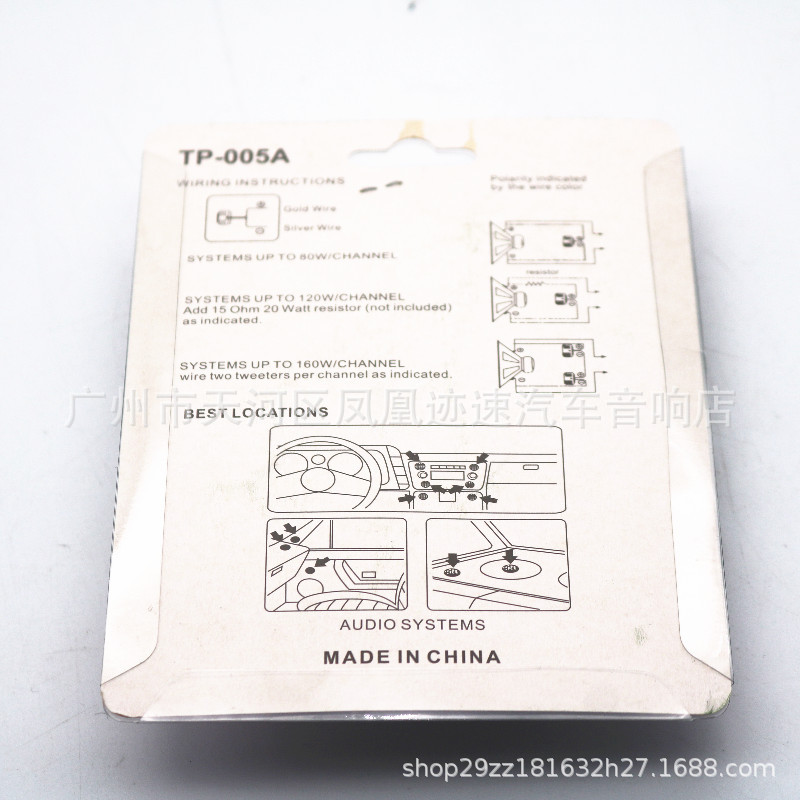 TP-005A
WIRING INSTRUCTIONS
Gold Wire
Silver Wire
Polarity indicated
by the wire color
SYSTEMS UP TO 80W/CHANNEL
resistor
SYSTEMS UP TO 120W/CHANNEL
Add 15 Ohm 20 Watt resistor (not included)
as indicated.
SYSTEMS UP TO 160W/CHANNEL
wire two tweeters per channel as indicated.
广州市天河区凤凰迹速汽车音响店
BEST LOCATIONS
AUDIO SYSTEMS
MADE IN CHINA
shop29zz181632h27.1688.com